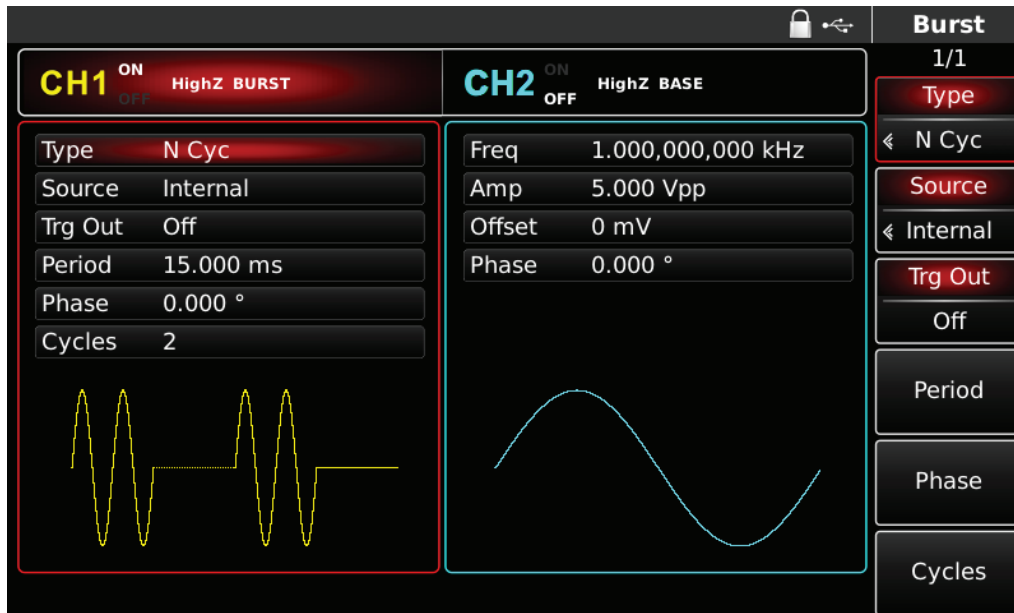 Burst
1/1
CH1 ON OFF HighZ BURST
CH2 ON OFF HighZ BASE
Type N Cyc
Source Internal
Trg Out Off
Period 15.000 ms
Phase 0.000 °
Cycles 2
Freq 1.000,000,000 kHz
Amp 5.000 Vpp
Offset 0 mV
Phase 0.000 °
Type
N Cyc
Source
Internal
Trg Out
Off
Period
Phase
Cycles